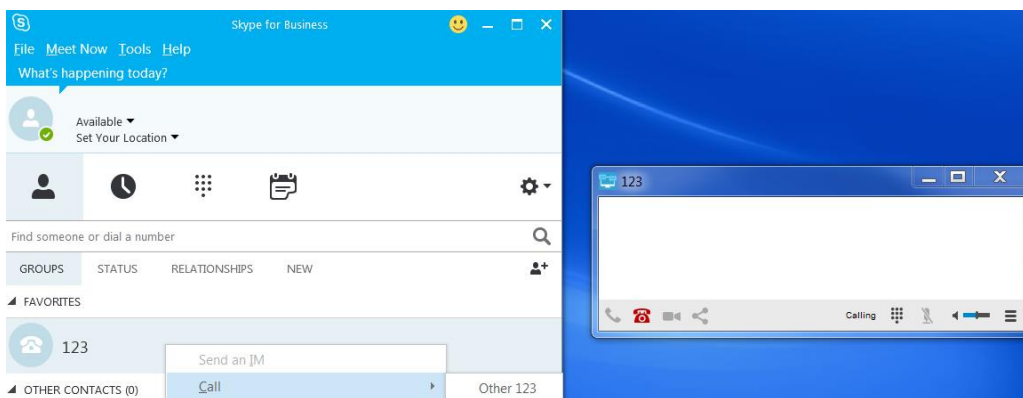 Skype for Business
File Meet Now Tools Help
What's happening today?
Available
Set Your Location
Find someone or dial a number
GROUPS STATUS RELATIONSHIPS NEW
FAVORITES
123
Send an IM
Call
Other 123
OTHER CONTACTS (0)
123
Calling